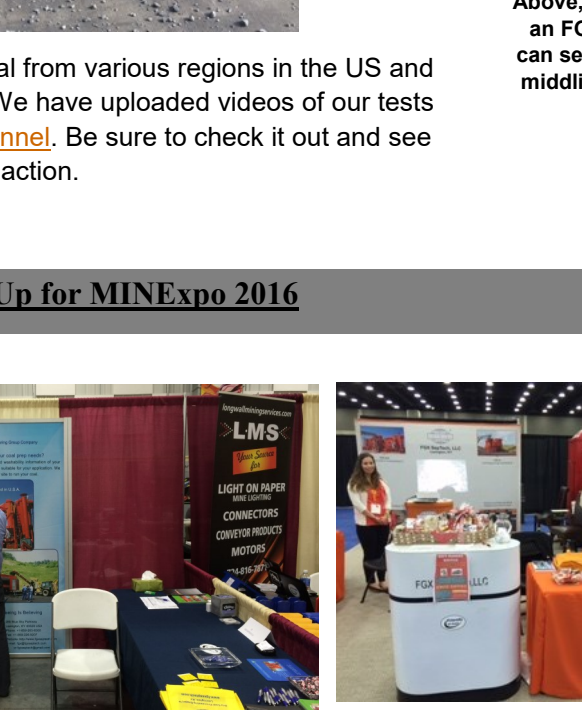 Above,
an FG
can se
middli
al from various regions in the US and
We have uploaded videos of our tests
nnel. Be sure to check it out and see
action.
Up for MINExpo 2016
longwallminingservices.com
L·M·S
Your Source
for
LIGHT ON PAPER
MINE LIGHTING
CONNECTORS
CONVEYOR PRODUCTS
MOTORS
FGX SepTech, LLC
FGX
LLC